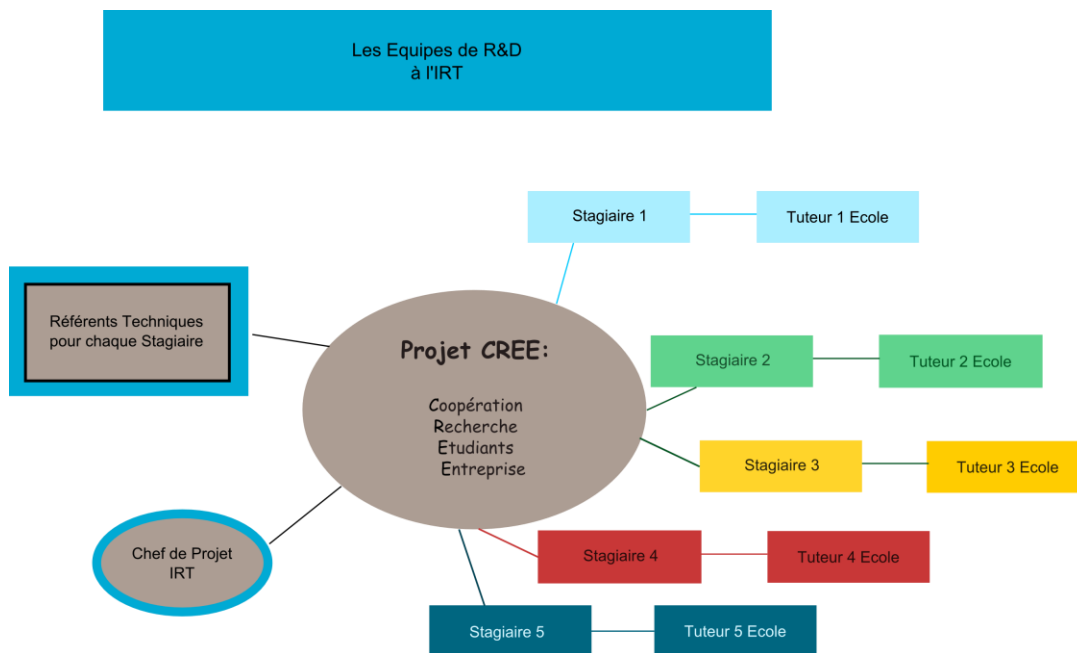 Les Equipes de R&D
à l'IRT
Stagiaire 1
Tuteur 1 Ecole
Référents Techniques
pour chaque Stagiaire
Projet CREE:
Coopération
Recherche
Etudiants
Entreprise
Stagiaire 2
Tuteur 2 Ecole
Stagiaire 3
Tuteur 3 Ecole
Chef de Projet
IRT
Stagiaire 4
Tuteur 4 Ecole
Stagiaire 5
Tuteur 5 Ecole